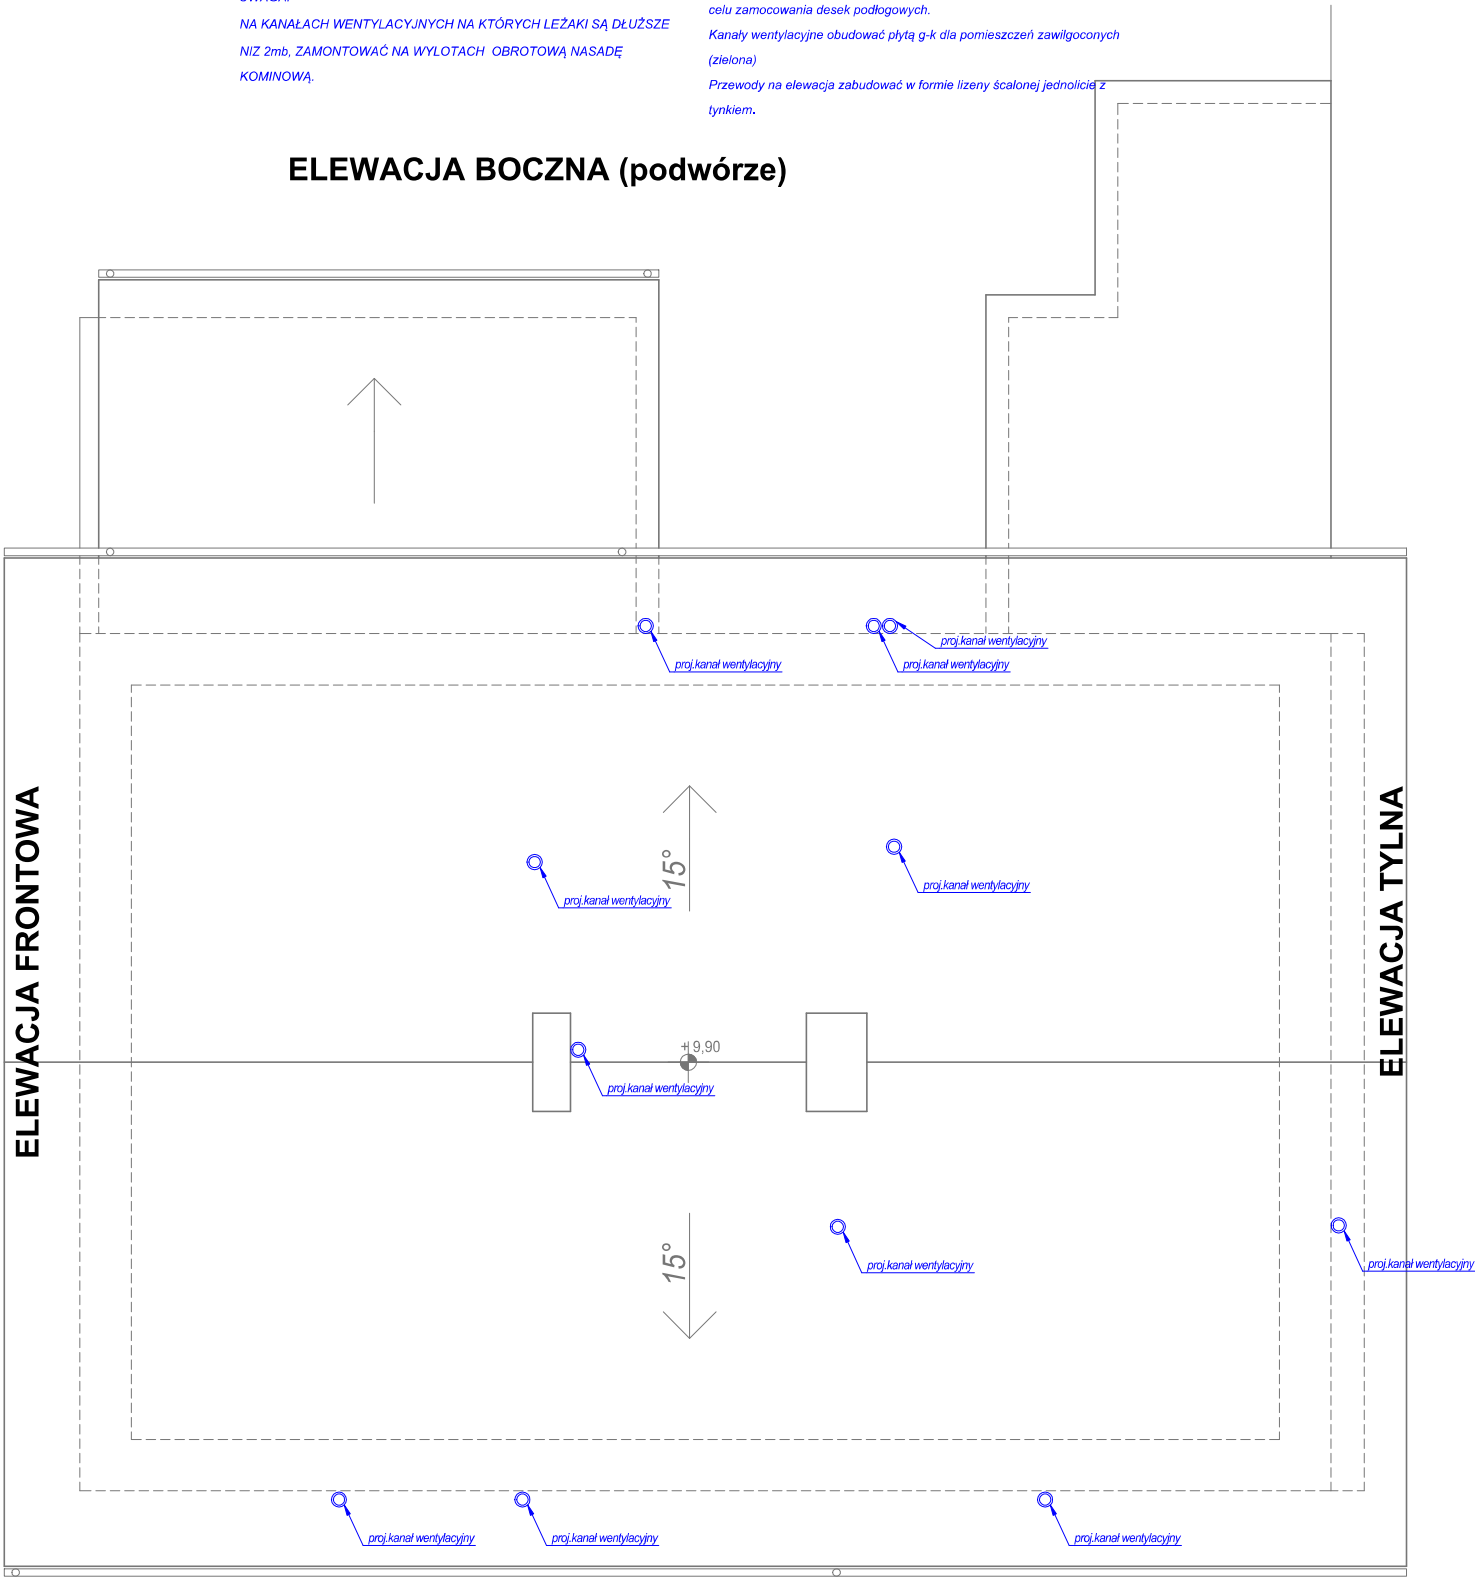 UWAGA:
NA KANAŁACH WENTYLACYJNYCH NA KTÓRYCH LEŻAKI SĄ DŁUŻSZE
NIZ 2mb, ZAMONTOWAĆ NA WYLOTACH OBROTOWĄ NASADĘ
KOMINOWĄ.
celu zamocowania desek podłogowych.
Kanały wentylacyjne obudować płytą g-k dla pomieszczeń zawilgoconych
(zielona)
Przewody na elewacja zabudować w formie lizeny ścalonej jednolicie z
tynkiem.
ELEWACJA BOCZNA (podwórze)
proj.kanał wentylacyjny
proj.kanał wentylacyjny
proj.kanał wentylacyjny
ELEWACJA FRONTOWA
ELEWACJA TYLNA
15°
proj.kanał wentylacyjny
proj.kanał wentylacyjny
+9,90
proj.kanał wentylacyjny
15°
proj.kanał wentylacyjny
proj.kanał wentylacyjny
proj.kanał wentylacyjny
proj.kanał wentylacyjny
proj.kanał wentylacyjny